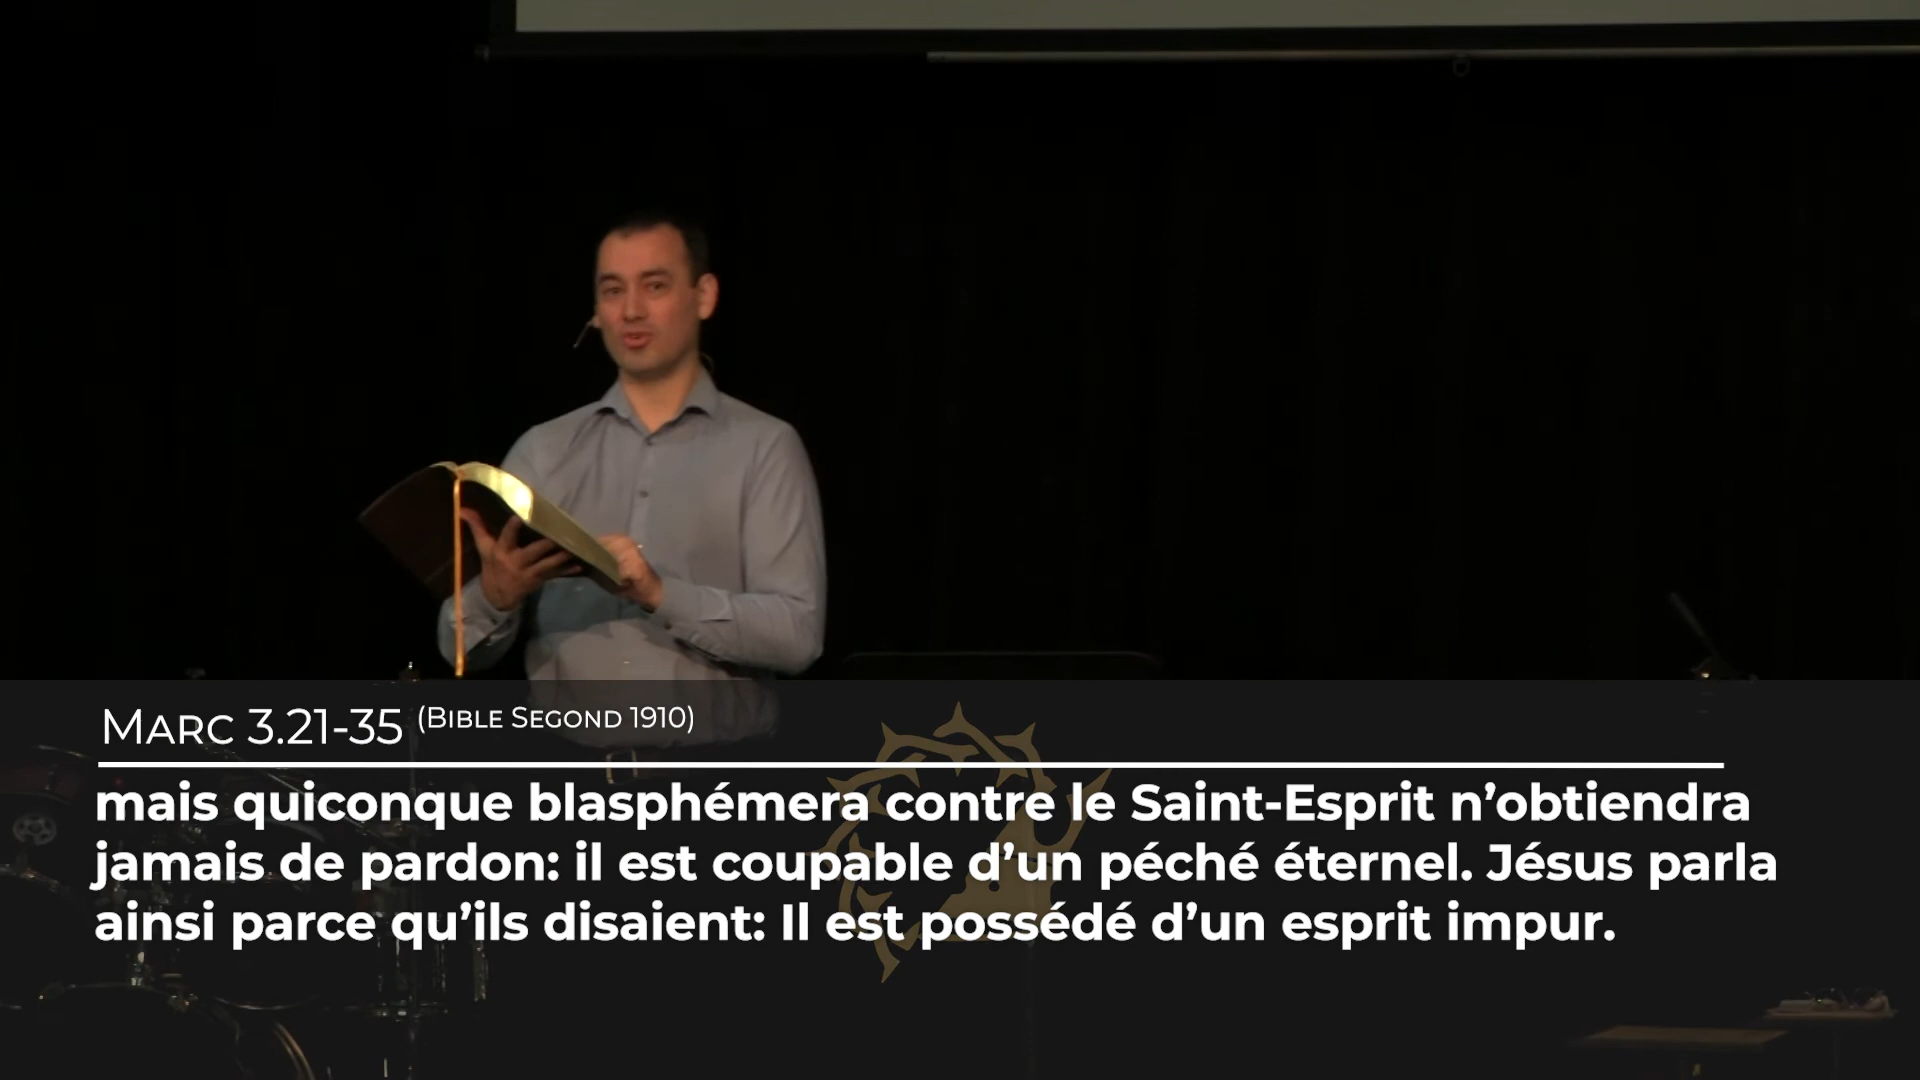 Marc 3.21-35 (Bible Segond 1910)
mais quiconque blasphémera contre le Saint-Esprit n’obtiendra
jamais de pardon: il est coupable d’un péché éternel. Jésus parla
ainsi parce qu’ils disaient: Il est possédé d’un esprit impur.